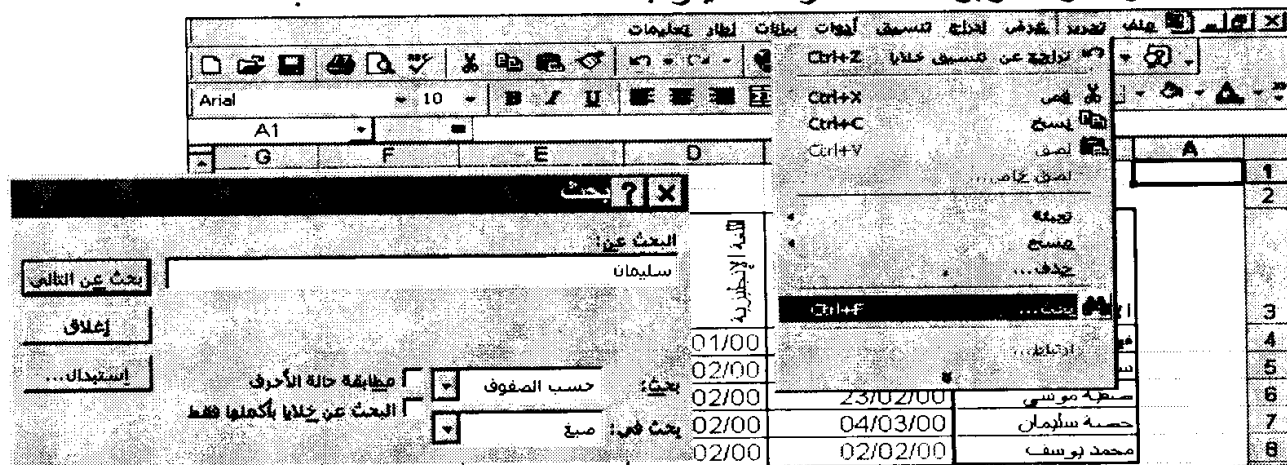 ملف تحرير عرض إدراج تنسيق أدوات بيانات إطار تعليمات
تراجع عن تنسيق خلايا Ctrl+Z
قص Ctrl+X
نسخ Ctrl+C
لصق Ctrl+V
لصق خاص...
تعبئة
مسح
حذف...
بحث... Ctrl+F
ارتباط...
Arial 10 B I U
A1 =
G F E D A
1
2
3
4
5
6
7
8
اللغة الإنجليزية
01/00
02/00
صفية موسى 23/02/00 02/00
حصة سليمان 04/03/00 02/00
محمد يوسف 02/02/00 02/00
بحث
البحث عن:
سليمان
بحث عن التالي
إغلاق
إستبدال...
بحث: حسب الصفوف
مطابقة حالة الأحرف
البحث عن خلايا بأكملها فقط
بحث في: صيغ